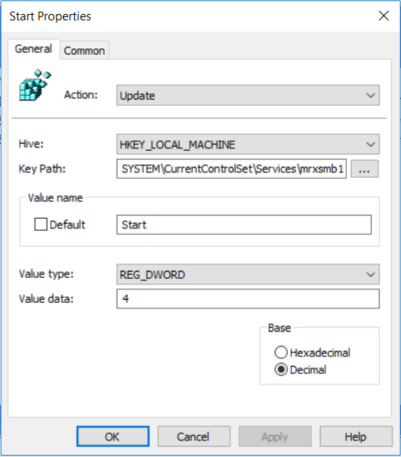 Start Properties
General Common
Action: Update
Hive: HKEY_LOCAL_MACHINE
Key Path: SYSTEM\CurrentControlSet\Services\mrxsmb1 ...
Value name
Default Start
Value type: REG_DWORD
Value data: 4
Base
Hexadecimal
Decimal
OK Cancel Apply Help